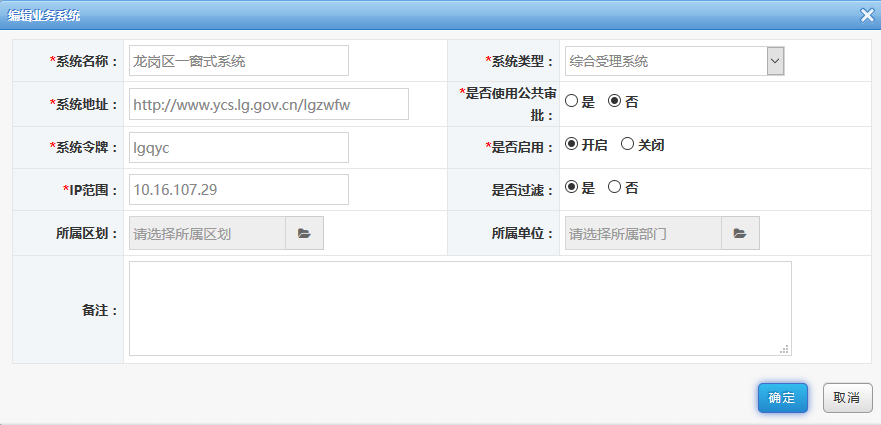 编辑业务系统
*系统名称： 龙岗区一窗式系统 *系统类型： 综合受理系统
*系统地址： http://www.ycs.lg.gov.cn/lgzwfw *是否使用公共审批： 是 否
*系统令牌： lgqyc *是否启用： 开启 关闭
*IP范围： 10.16.107.29 是否过滤： 是 否
所属区划： 请选择所属区划 所属单位： 请选择所属部门
备注：
确定 取消